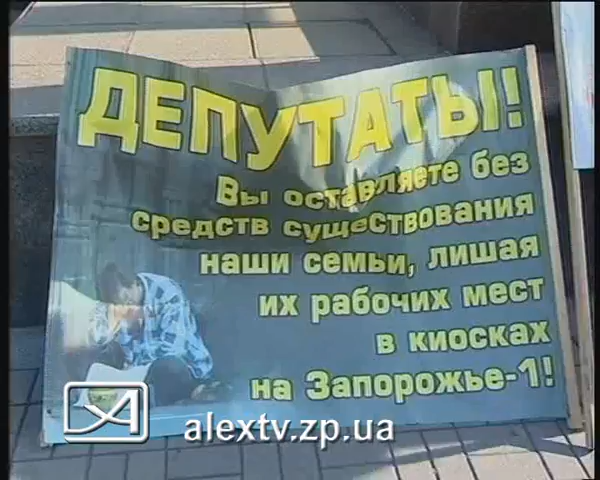 ДЕПУТАТЫ!
Вы оставляете без
средств существования
наши семьи, лишая
их рабочих мест
в киосках
на Запорожье-1!
alextv.zp.ua